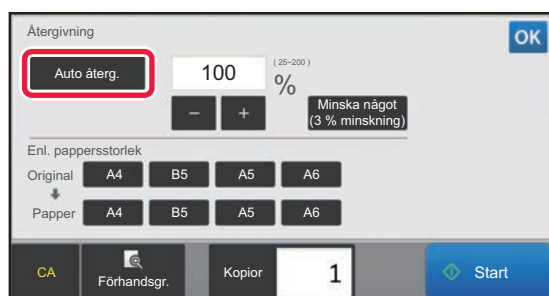 Återgivning
OK
Auto återg.
100
(25~200)
%
−
+
Minska något
(3 % minskning)
Enl. pappersstorlek
Original A4 B5 A5 A6
Papper A4 B5 A5 A6
CA
Förhandsgr.
Kopior
1
Start